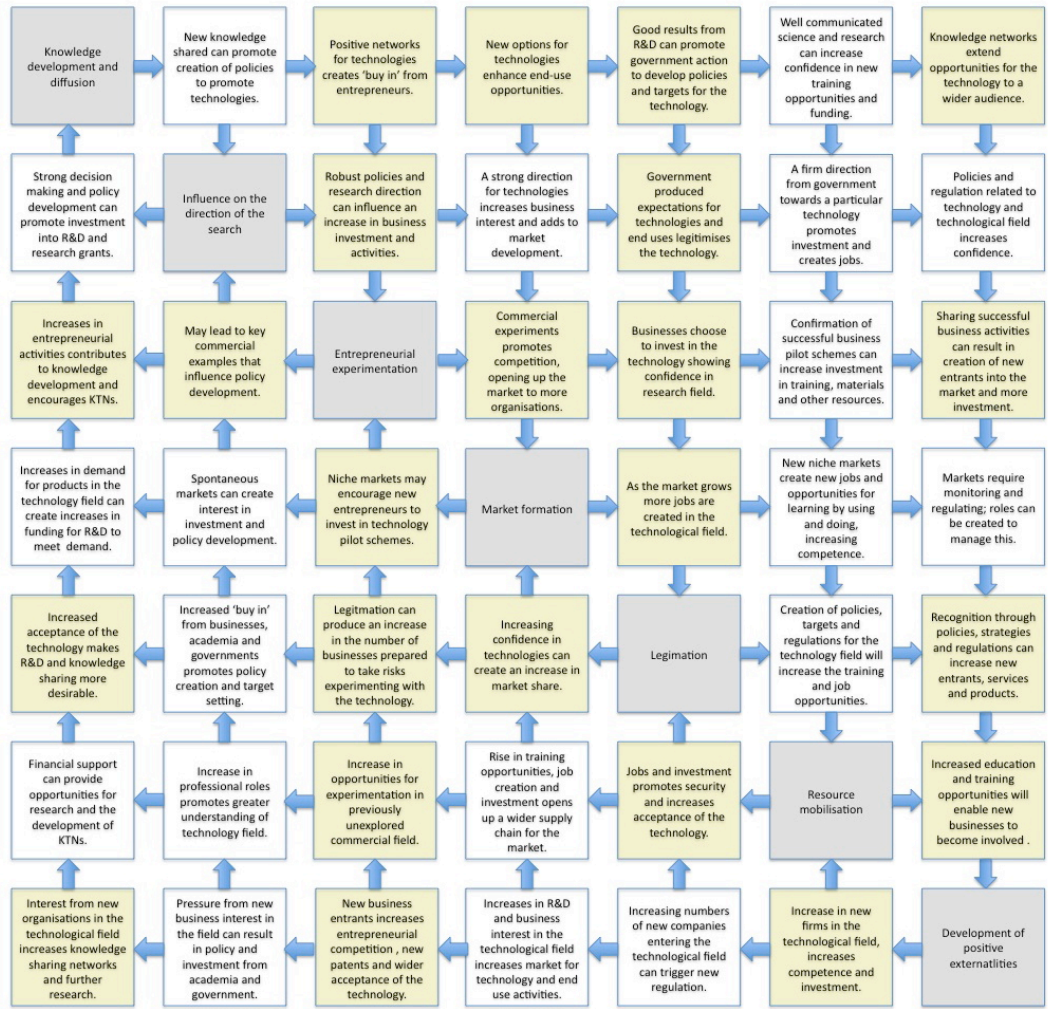 Knowledge
development and
diffusion
New knowledge
shared can promote
creation of policies
to promote
technologies.
Positive networks
for technologies
creates ‘buy in’ from
entrepreneurs.
New options for
technologies
enhance end-use
opportunities.
Good results from
R&D can promote
government action
to develop policies
and targets for the
technology.
Well communicated
science and research
can increase
confidence in new
training
opportunities and
funding.
Knowledge networks
extend
opportunities for the
technology to a
wider audience.
Strong decision
making and policy
development can
promote investment
into R&D and
research grants.
Influence on the
direction of the
search
Robust policies and
research direction
can influence an
increase in business
investment and
activities.
A strong direction
for technologies
increases business
interest and adds to
market
development.
Government
produced
expectations for
technologies and
end uses legitimises
the technology.
A firm direction
from government
towards a particular
technology
promotes
investment and
creates jobs.
Policies and
regulation related to
technology and
technological field
increases
confidence.
Increases in
entrepreneurial
activities contributes
to knowledge
development and
encourages KTNs.
May lead to key
commercial
examples that
influence policy
development.
Entrepreneurial
experimentation
Commercial
experiments
promotes
competition,
opening up the
market to more
organisations.
Businesses choose
to invest in the
technology showing
confidence in
research field.
Confirmation of
successful business
pilot schemes can
increase investment
in training, materials
and other resources.
Sharing successful
business activities
can result in
creation of new
entrants into the
market and more
investment.
Increases in demand
for products in the
technology field can
create increases in
funding for R&D to
meet demand.
Spontaneous
markets can create
interest in
investment and
policy development.
Niche markets may
encourage new
entrepreneurs to
invest in technology
pilot schemes.
Market formation
As the market grows
more jobs are
created in the
technological field.
New niche markets
create new jobs and
opportunities for
learning by using
and doing,
increasing
competence.
Markets require
monitoring and
regulating; roles can
be created to
manage this.
Increased
acceptance of the
technology makes
R&D and knowledge
sharing more
desirable.
Increased ‘buy in’
from businesses,
academia and
governments
promotes policy
creation and target
setting.
Legitmation can
produce an increase
in the number of
businesses prepared
to take risks
experimenting with
the technology.
Increasing
confidence in
technologies can
create an increase in
market share.
Legimation
Creation of policies,
targets and
regulations for the
technology field will
increase the training
and job
opportunities.
Recognition through
policies, strategies
and regulations can
increase new
entrants, services
and products.
Financial support
can provide
opportunities for
research and the
development of
KTNs.
Increase in
professional roles
promotes greater
understanding of
technology field.
Increase in
opportunities for
experimentation in
previously
unexplored
commercial field.
Rise in training
opportunities, job
creation and
investment opens
up a wider supply
chain for the
market.
Jobs and investment
promotes security
and increases
acceptance of the
technology.
Resource
mobilisation
Increased education
and training
opportunities will
enable new
businesses to
become involved .
Interest from new
organisations in the
technological field
increases knowledge
sharing networks
and further
research.
Pressure from new
business interest in
the field can result
in policy and
investment from
academia and
government.
New business
entrants increases
entrepreneurial
competition , new
patents and wider
acceptance of the
technology.
Increases in R&D
and business
interest in the
technological field
increases market for
technology and end
use activities.
Increasing numbers
of new companies
entering the
technological field
can trigger new
regulation.
Increase in new
firms in the
technological field,
increases
competence and
investment.
Development of
positive
externatlities